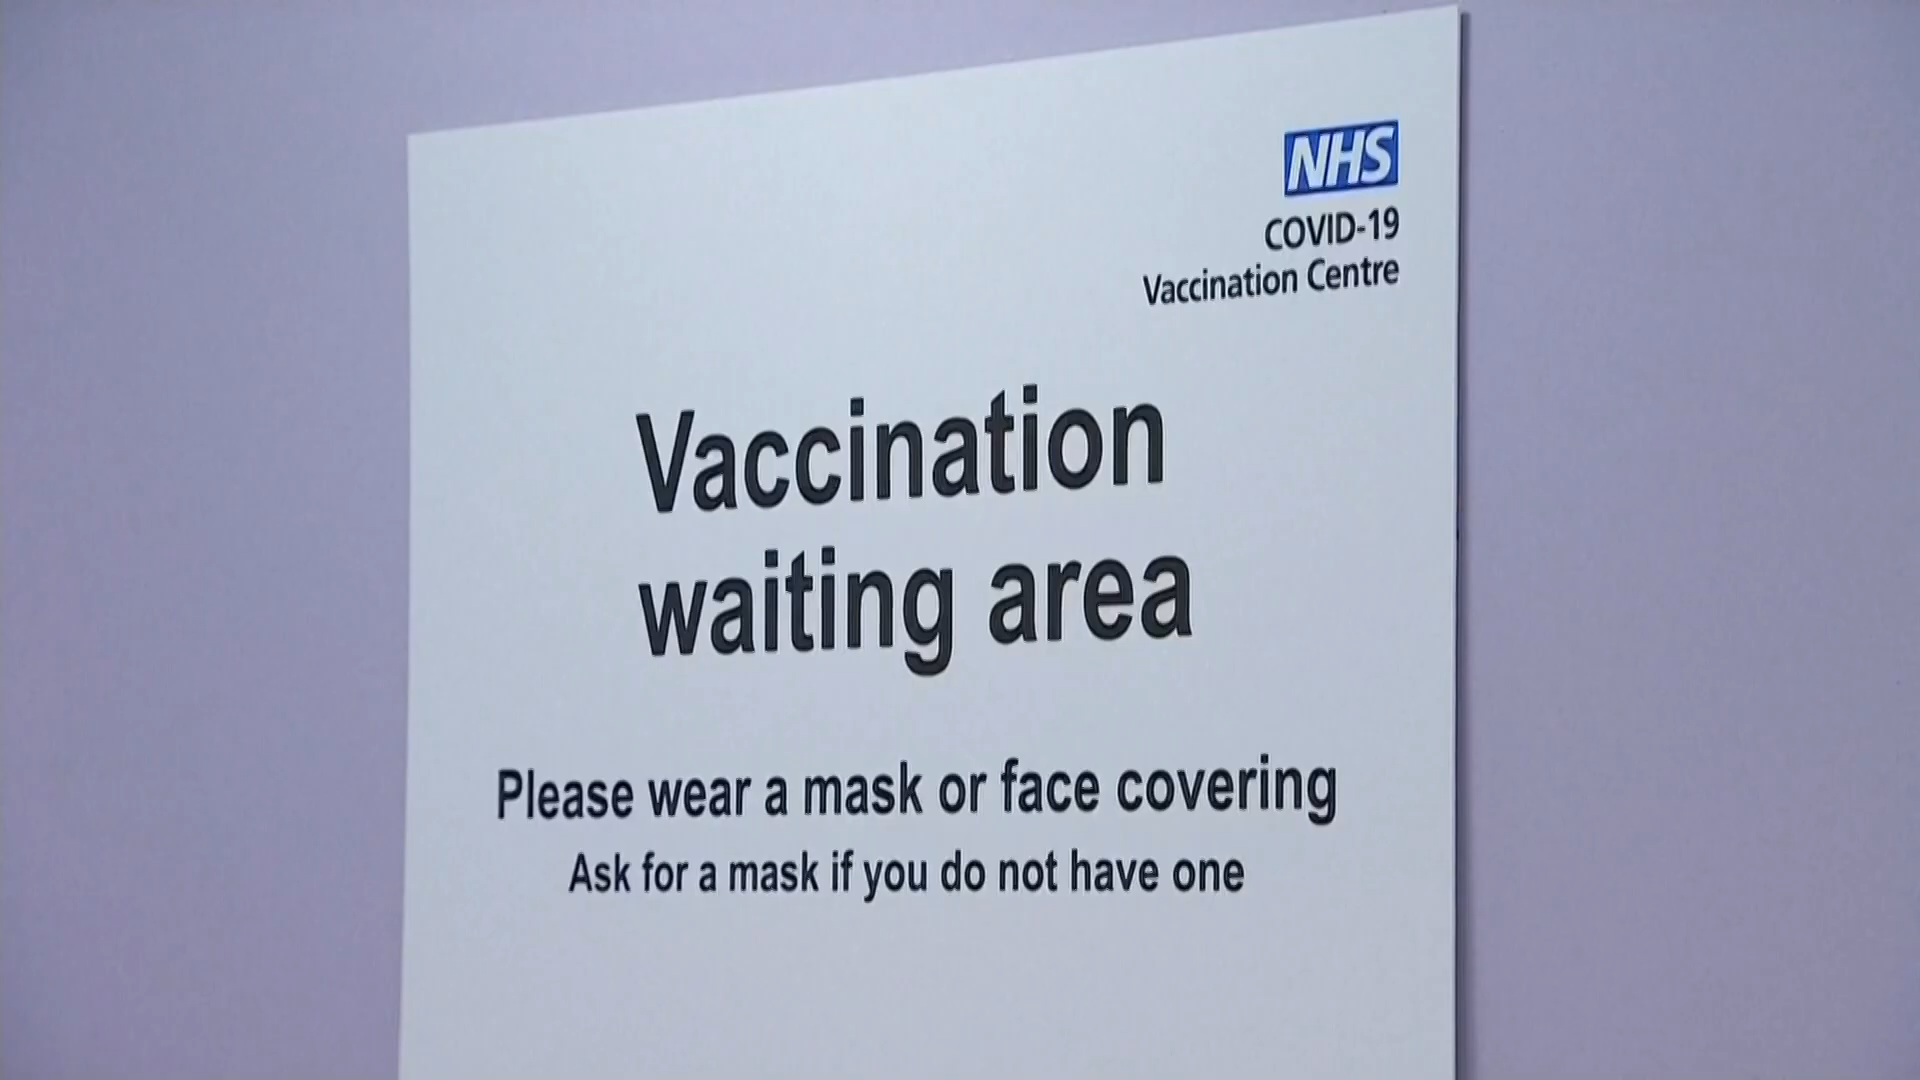 NHS
COVID-19
Vaccination Centre
Vaccination
waiting area
Please wear a mask or face covering
Ask for a mask if you do not have one